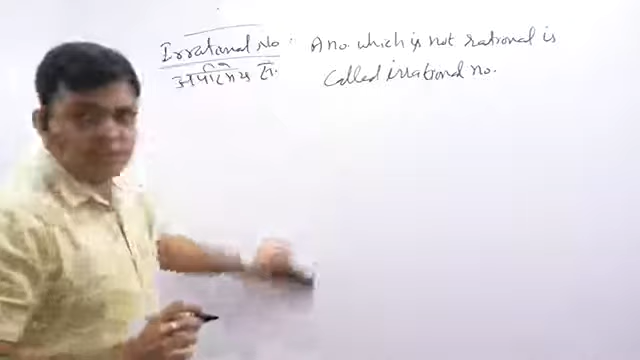 Irrational No : A no. which is not rational is
अपरिमेय सं. called irrational no.